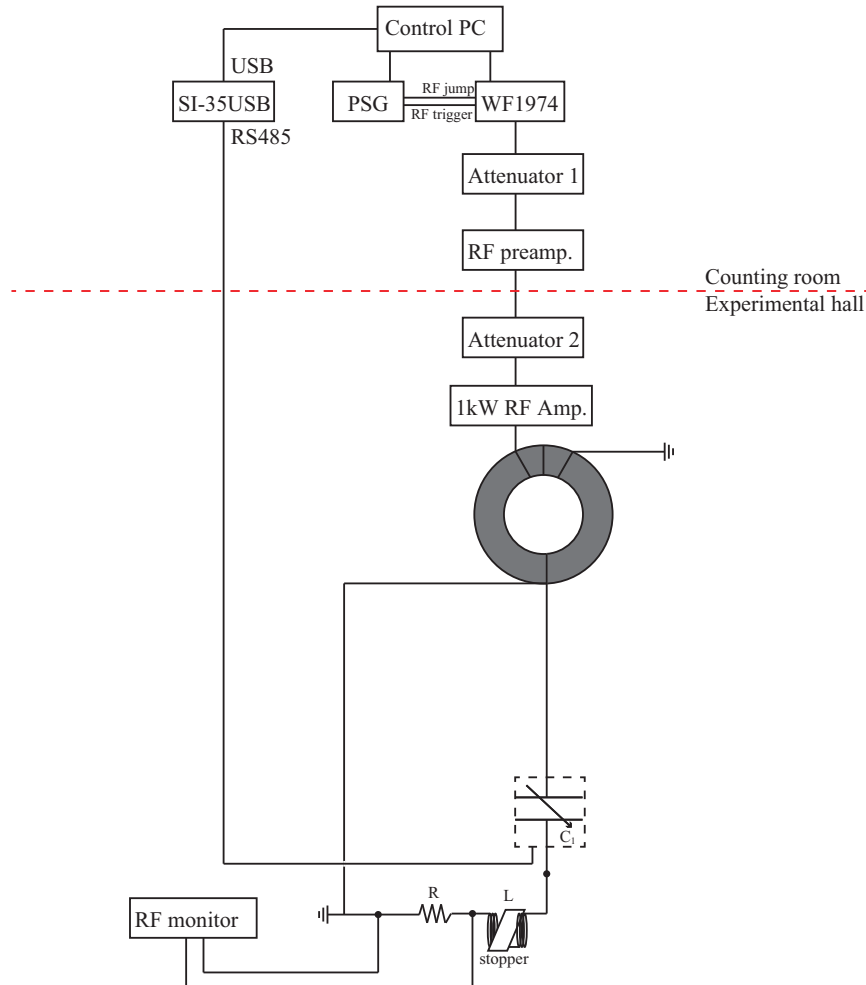 Control PC
USB
SI-35USB
RS485
PSG
RF jump
RF trigger
WF1974
Attenuator 1
RF preamp.
Counting room
Experimental hall
Attenuator 2
1kW RF Amp.
C₁
R
L
RF monitor
stopper